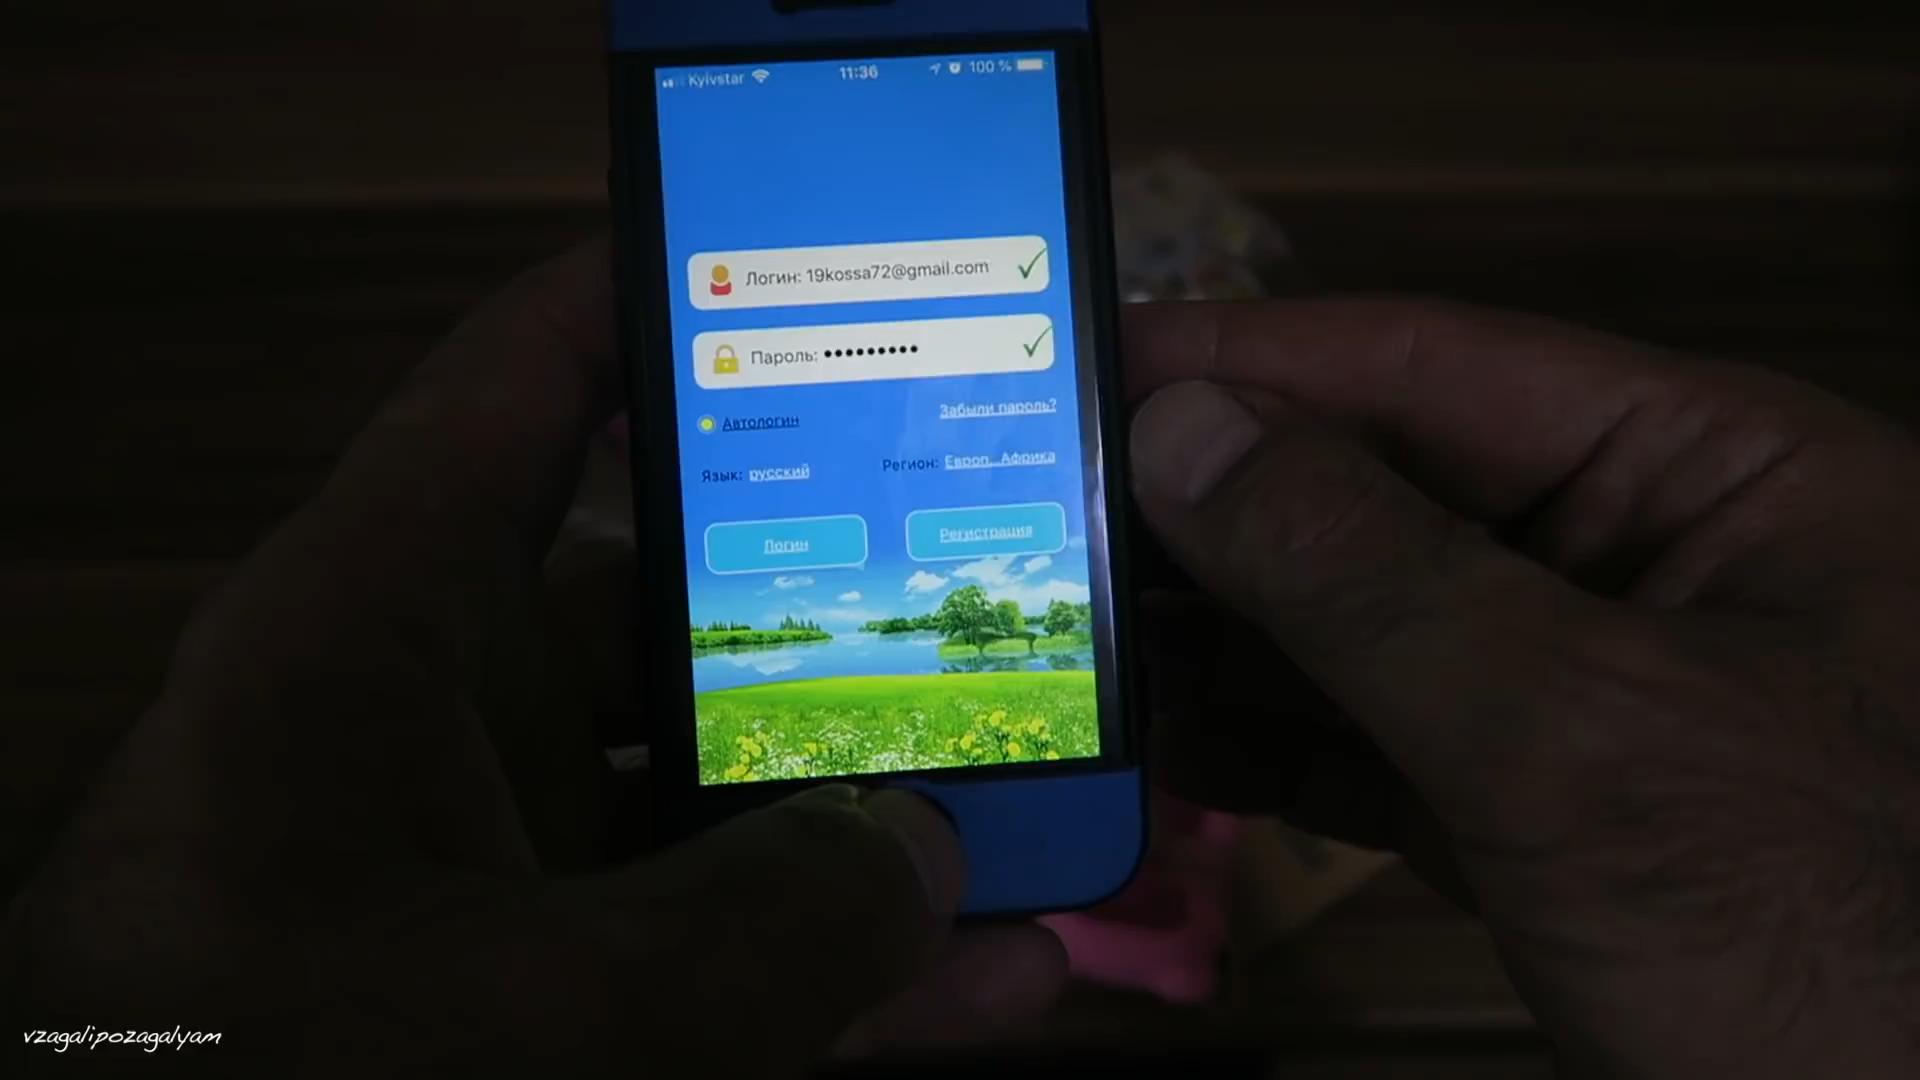 Kyivstar 11:36 100 %
Логин: 19kossa72@gmail.com
Пароль: •••••••••
Автологин Забыли пароль?
Язык: русский Регион: Европ...Африка
Логин Регистрация
vzagalipozagalyam